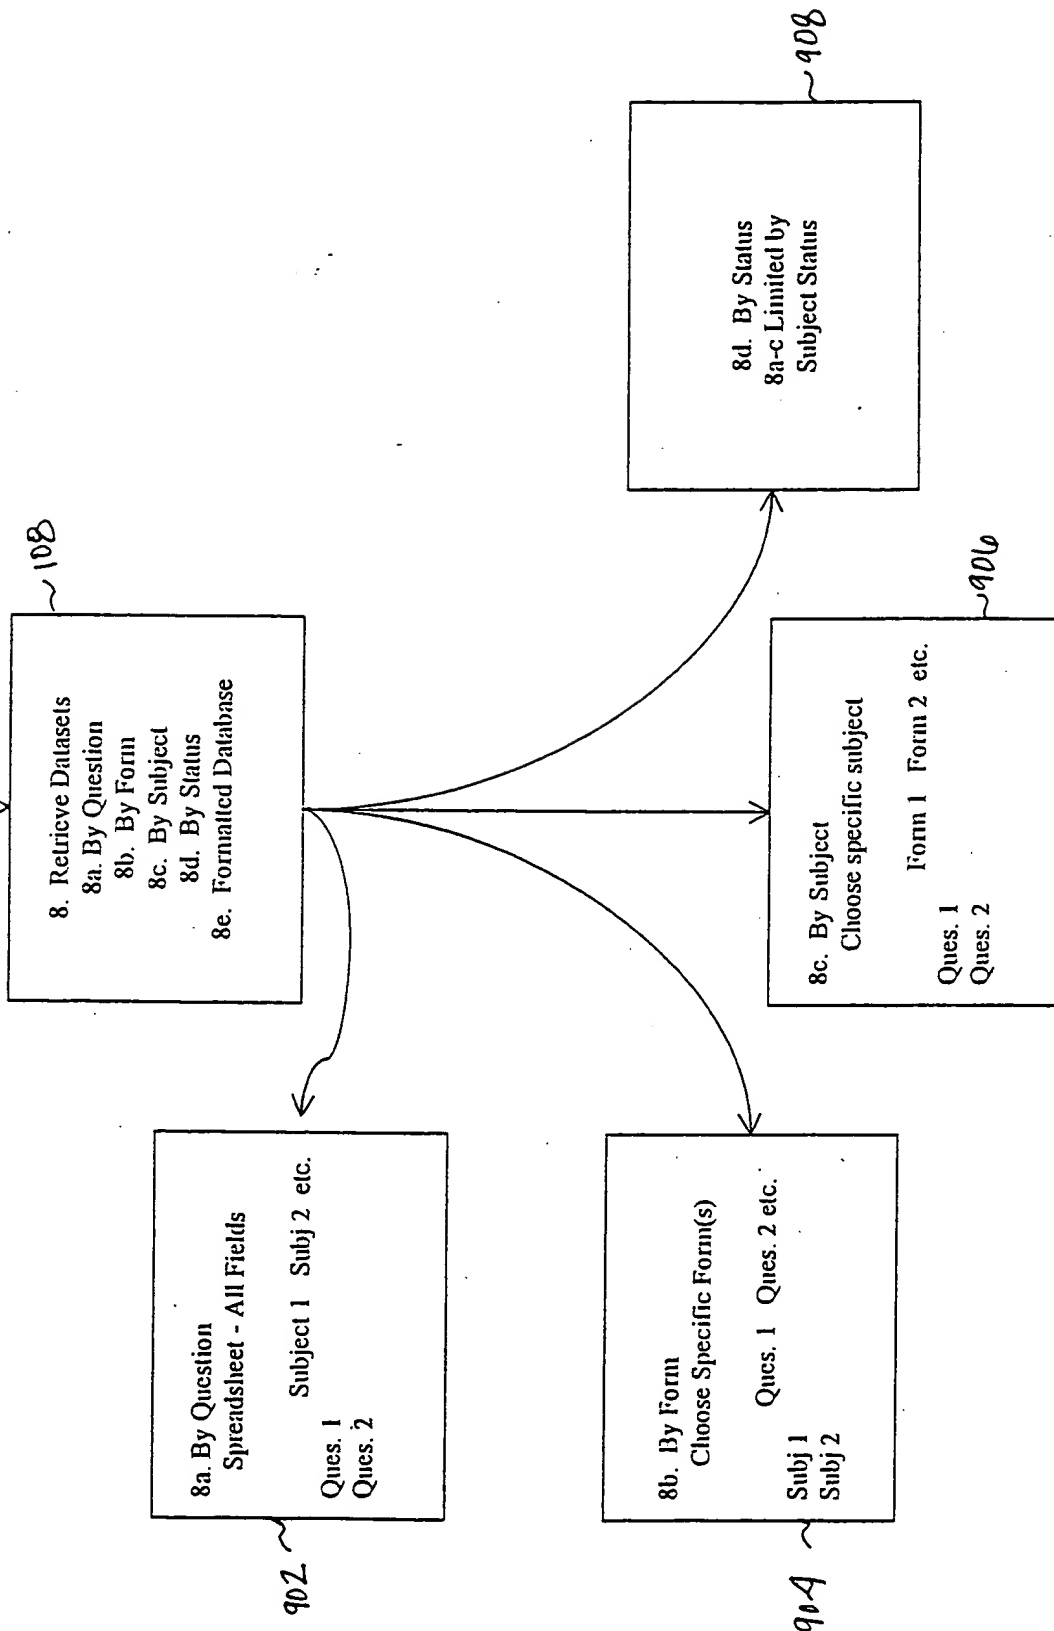 108
8. Retrieve Datasets
8a. By Question
8b. By Form
8c. By Subject
8d. By Status
8e. Formatted Database
902
8a. By Question
Spreadsheet - All Fields
Subject 1 Subj 2 etc.
Ques. 1
Ques. 2
904
8b. By Form
Choose Specific Form(s)
Ques. 1 Ques. 2 etc.
Subj 1
Subj 2
906
8c. By Subject
Choose specific subject
Form 1 Form 2 etc.
Ques. 1
Ques. 2
908
8d. By Status
8a-c Limited by
Subject Status